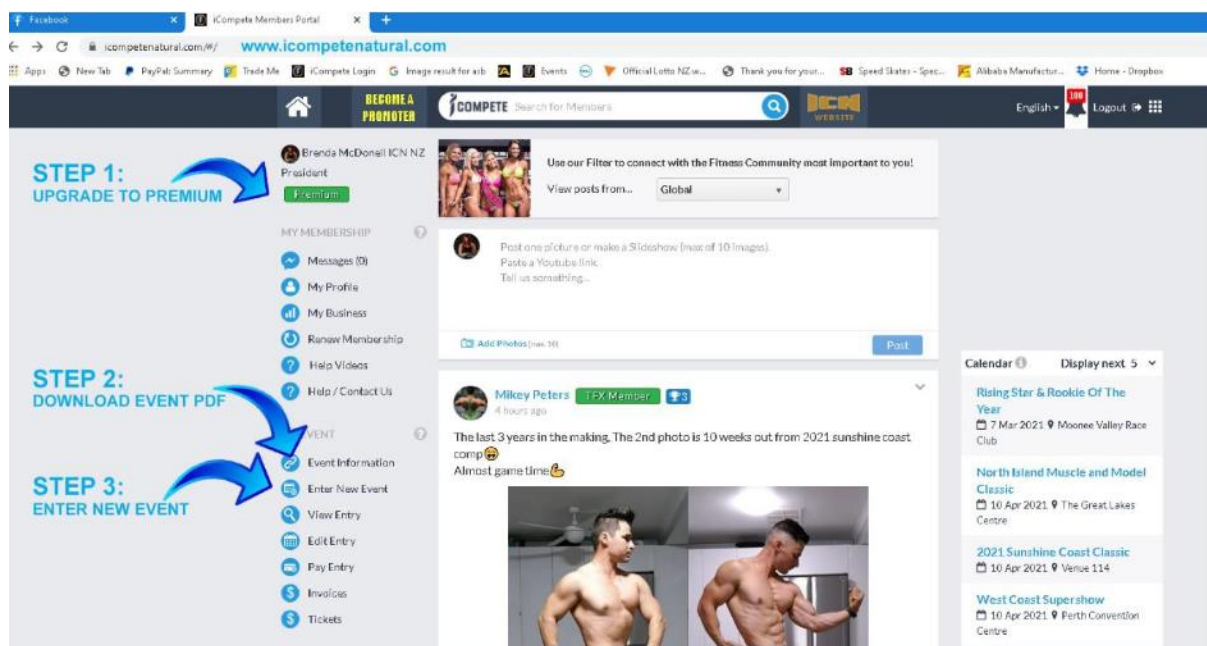 Facebook
iCompete Members Portal
icompetenatural.com/#/
www.icompetenatural.com
Apps
New Tab
PayPal: Summary
Trade Me
iCompete Login
Image result for asb
Events
Official Lotto NZ w...
Thank you for your...
Speed Skates - Spec...
Alibaba Manufactur...
Home - Dropbox
BECOME A
PROMOTER
COMPETE Search for Members
ICN
WEBSITE
English
100
Logout
STEP 1:
UPGRADE TO PREMIUM
Brenda McDonell ICN NZ
President
Premium
MY MEMBERSHIP
Messages (0)
My Profile
My Business
Renew Membership
Help Videos
Help / Contact Us
STEP 2:
DOWNLOAD EVENT PDF
VENT
Event Information
STEP 3:
ENTER NEW EVENT
Enter New Event
View Entry
Edit Entry
Pay Entry
Invoices
Tickets
Use our Filter to connect with the Fitness Community most important to you!
View posts from...
Global
Post one picture or make a Slideshow (max of 10 images).
Paste a Youtube link
Tell us something...
Add Photos (max. 10)
Post
Mikey Peters TFX Member 3
4 hours ago
The last 3 years in the making, The 2nd photo is 10 weeks out from 2021 sunshine coast
comp😁
Almost game time💪
Calendar
Display next 5
Rising Star & Rookie Of The
Year
7 Mar 2021 Moonee Valley Race
Club
North Island Muscle and Model
Classic
10 Apr 2021 The Great Lakes
Centre
2021 Sunshine Coast Classic
10 Apr 2021 Venue 114
West Coast Supershow
10 Apr 2021 Perth Convention
Centre